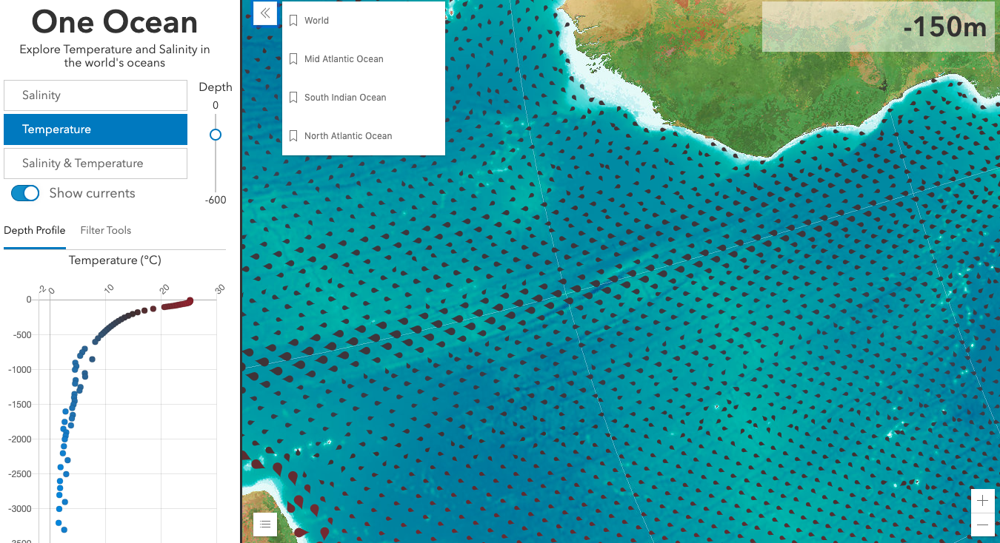 One Ocean
Explore Temperature and Salinity in
the world's oceans
Salinity
Temperature
Salinity & Temperature
Show currents
Depth
0
-600
Depth Profile
Filter Tools
Temperature (°C)
-2
0
10
20
30
0
-500
-1000
-1500
-2000
-2500
-3000
-3500
World
Mid Atlantic Ocean
South Indian Ocean
North Atlantic Ocean
-150m